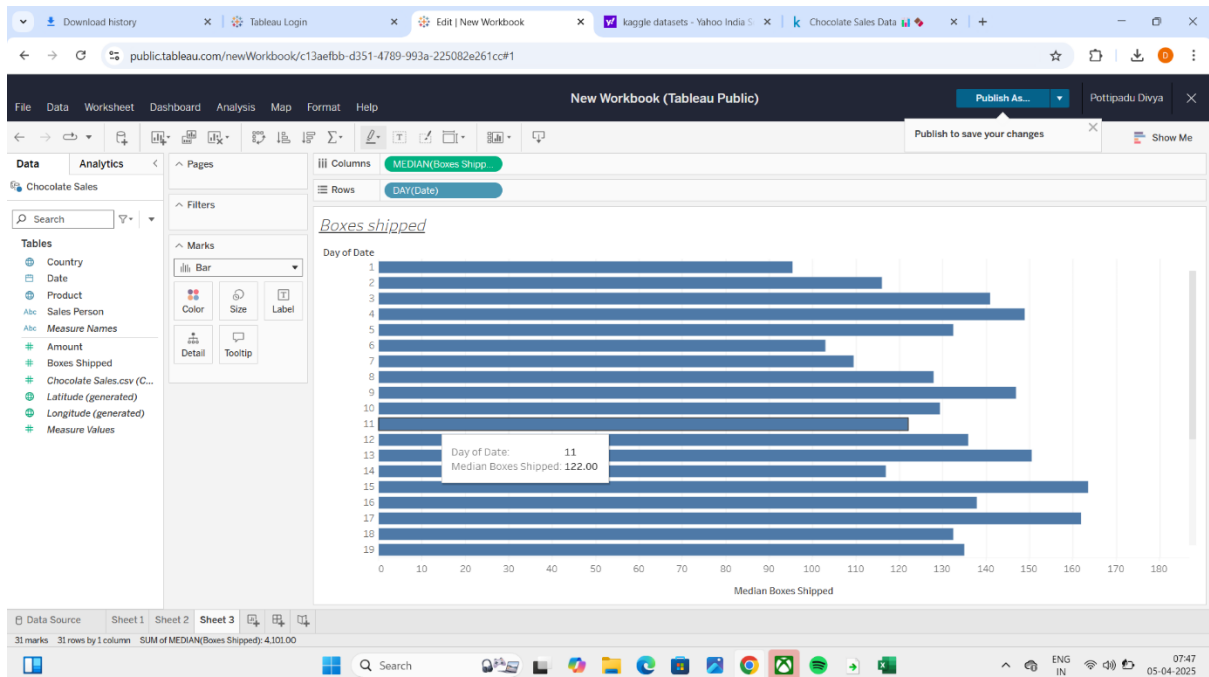 Download history
Tableau Login
Edit | New Workbook
kaggle datasets - Yahoo India S
Chocolate Sales Data
public.tableau.com/newWorkbook/c13aefbb-d351-4789-993a-225082e261cc#1
D
File Data Worksheet Dashboard Analysis Map Format Help
New Workbook (Tableau Public)
Publish As...
Pottipadu Divya
Publish to save your changes
Show Me
Data Analytics
Pages
Columns MEDIAN(Boxes Shipp...
Chocolate Sales
Rows DAY(Date)
Filters
Search
Boxes shipped
Tables
Marks
Day of Date
Country
Date
Product
Abc Sales Person
Abc Measure Names
# Amount
# Boxes Shipped
# Chocolate Sales.csv (C...
Latitude (generated)
Longitude (generated)
# Measure Values
Bar
Color Size Label
Detail Tooltip
1
2
3
4
5
6
7
8
9
10
11
12
13
14
15
16
17
18
19
Day of Date: 11
Median Boxes Shipped: 122.00
0 10 20 30 40 50 60 70 80 90 100 110 120 130 140 150 160 170 180
Median Boxes Shipped
Data Source Sheet 1 Sheet 2 Sheet 3
31 marks 31 rows by 1 column SUM of MEDIAN(Boxes Shipped): 4,101.00
Search
ENG
IN
07:47
05-04-2025